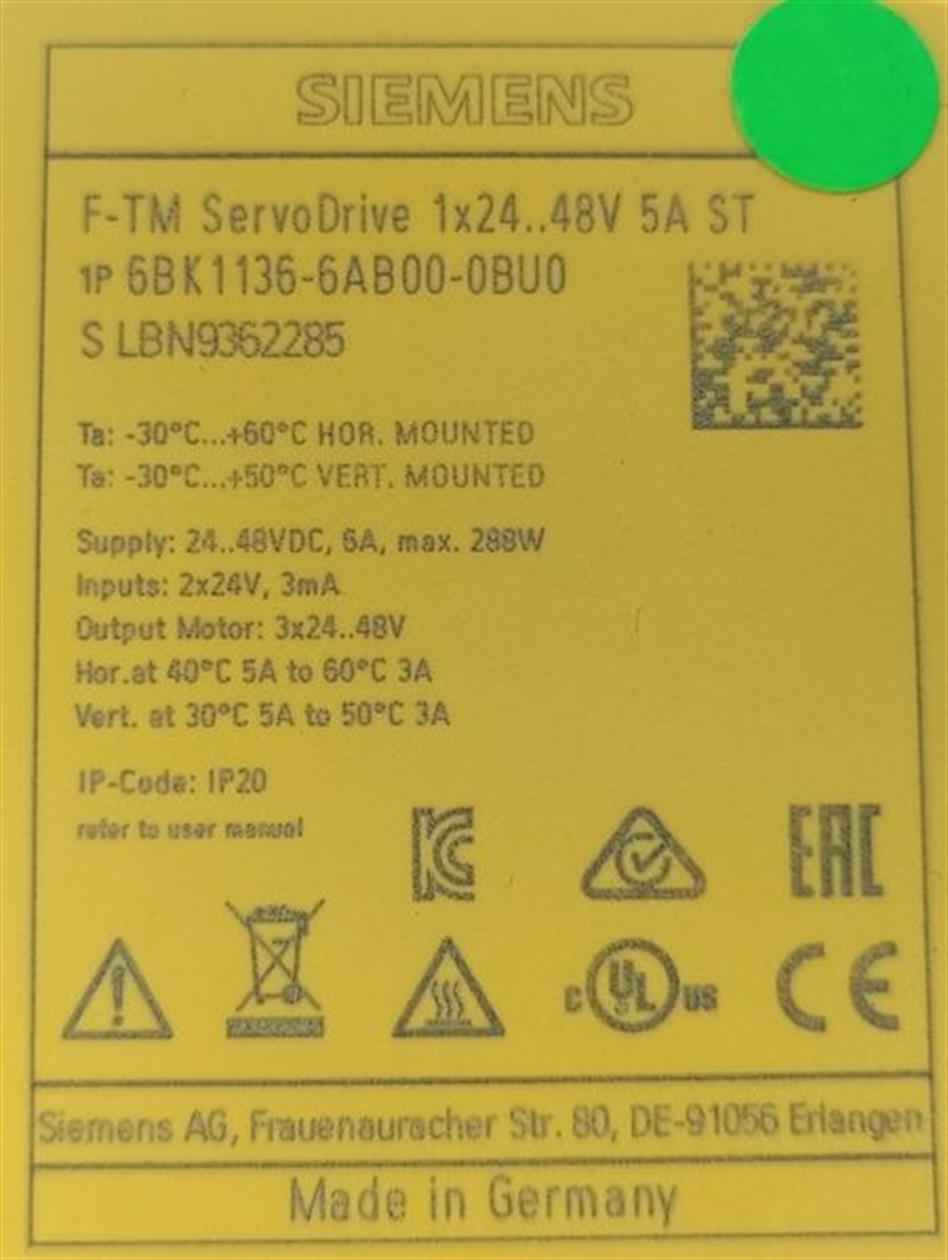 SIEMENS
F-TM ServoDrive 1x24..48V 5A ST
1P 6BK1136-6AB00-0BU0
S LBN9362285
Ta: -30°C...+60°C HOR. MOUNTED
Ta: -30°C...+50°C VERT. MOUNTED
Supply: 24..48VDC, 6A, max. 288W
Inputs: 2x24V, 3mA
Output Motor: 3x24..48V
Hor.at 40°C 5A to 60°C 3A
Vert. at 30°C 5A to 50°C 3A
IP-Code: IP20
refer to user manual
KC
EAC
c UL us
CE
Siemens AG, Frauenauracher Str. 80, DE-91056 Erlangen
Made in Germany